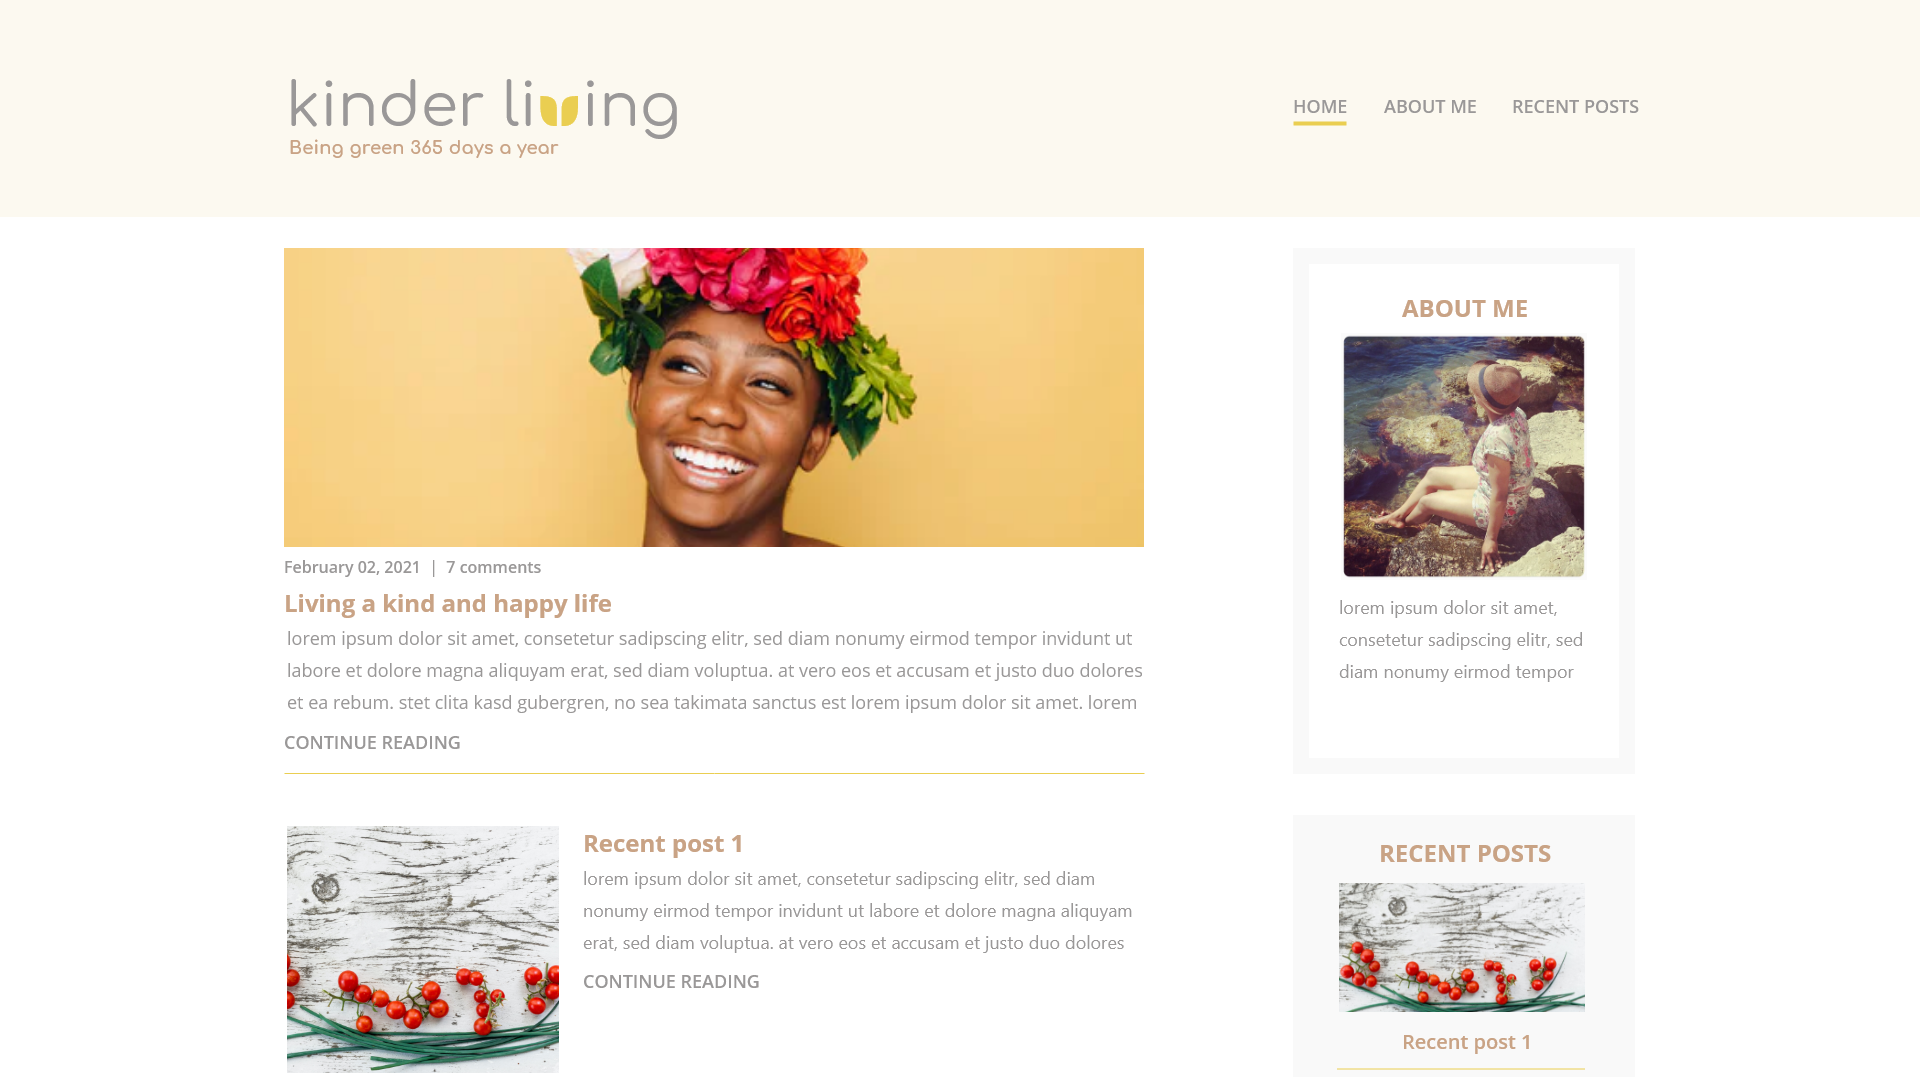 kinder living
Being green 365 days a year
HOME ABOUT ME RECENT POSTS
February 02, 2021 | 7 comments
Living a kind and happy life
lorem ipsum dolor sit amet, consetetur sadipscing elitr, sed diam nonumy eirmod tempor invidunt ut
labore et dolore magna aliquyam erat, sed diam voluptua. at vero eos et accusam et justo duo dolores
et ea rebum. stet clita kasd gubergren, no sea takimata sanctus est lorem ipsum dolor sit amet. lorem
CONTINUE READING
Recent post 1
lorem ipsum dolor sit amet, consetetur sadipscing elitr, sed diam
nonumy eirmod tempor invidunt ut labore et dolore magna aliquyam
erat, sed diam voluptua. at vero eos et accusam et justo duo dolores
CONTINUE READING
ABOUT ME
lorem ipsum dolor sit amet,
consetetur sadipscing elitr, sed
diam nonumy eirmod tempor
RECENT POSTS
Recent post 1